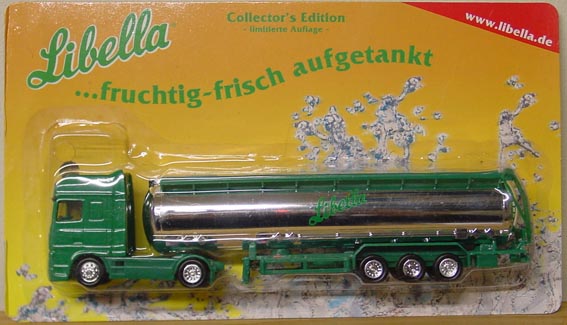 Libella
Collector's Edition
- limitierte Auflage -
www.libella.de
...fruchtig-frisch aufgetankt
Libella